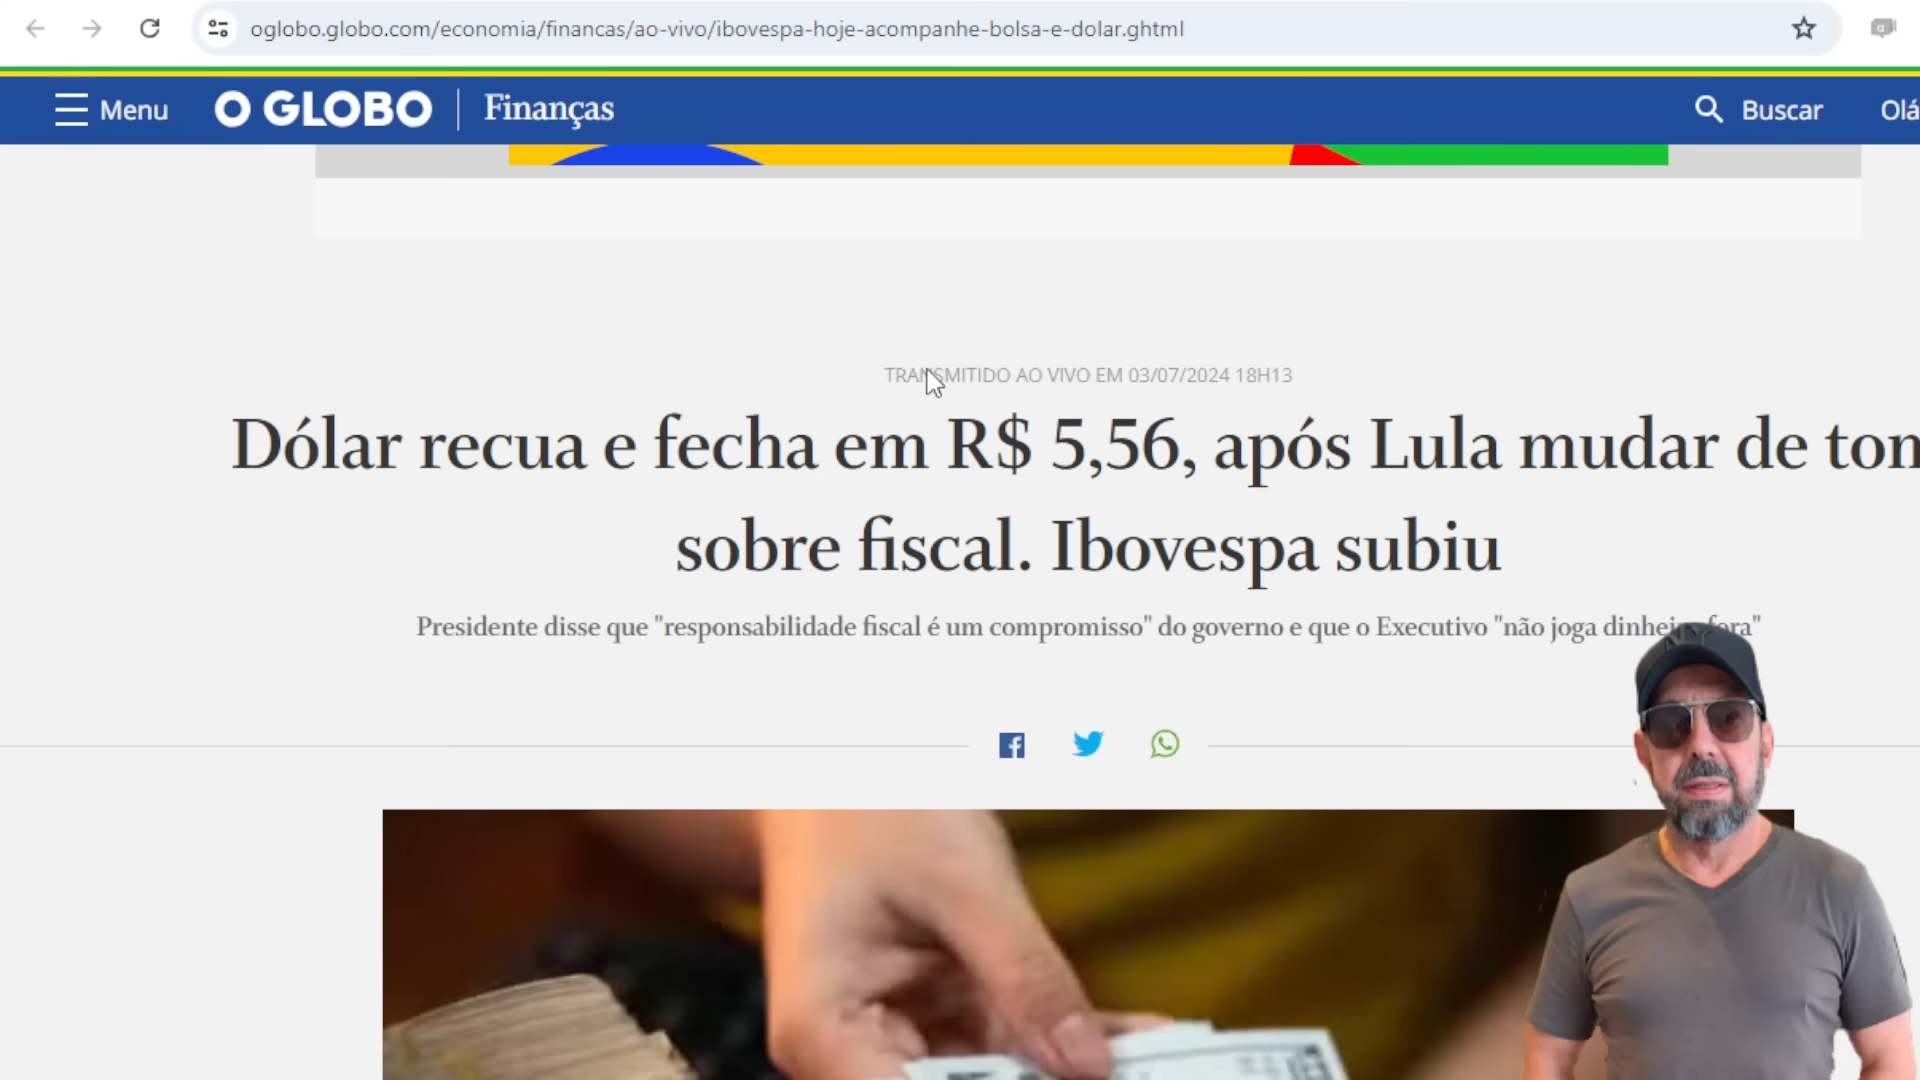 oglobo.globo.com/economia/financas/ao-vivo/ibovespa-hoje-acompanhe-bolsa-e-dolar.ghtml
Menu O GLOBO Finanças Buscar Olá
TRANSMITIDO AO VIVO EM 03/07/2024 18H13
Dólar recua e fecha em R$ 5,56, após Lula mudar de tom
sobre fiscal. Ibovespa subiu
Presidente disse que "responsabilidade fiscal é um compromisso" do governo e que o Executivo "não joga dinheiro fora"